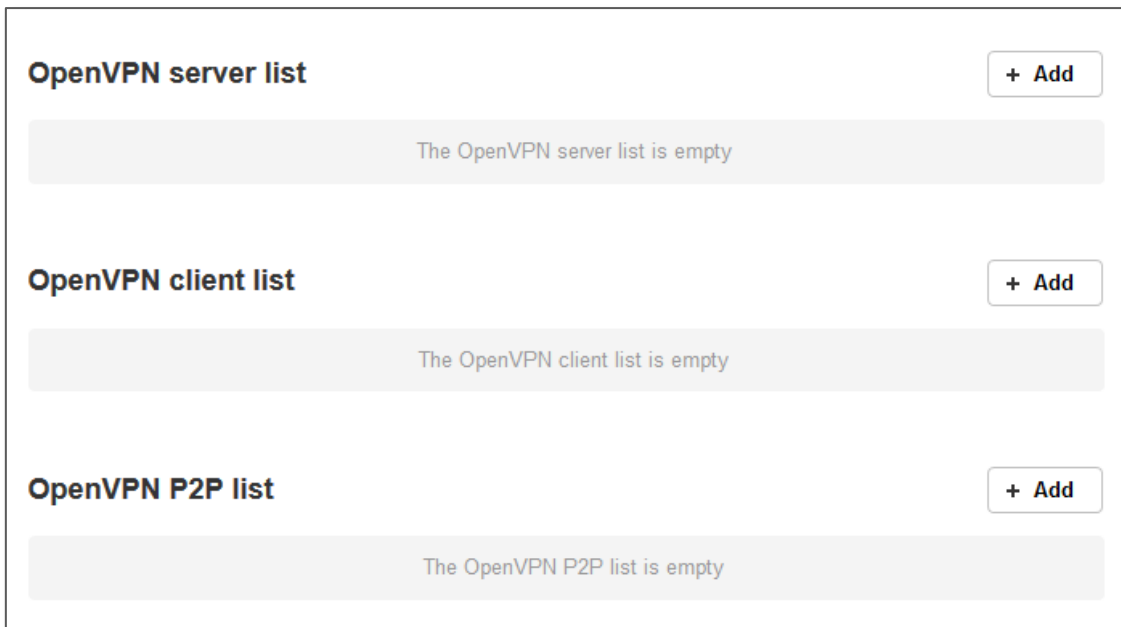 OpenVPN server list
+ Add
The OpenVPN server list is empty
OpenVPN client list
+ Add
The OpenVPN client list is empty
OpenVPN P2P list
+ Add
The OpenVPN P2P list is empty